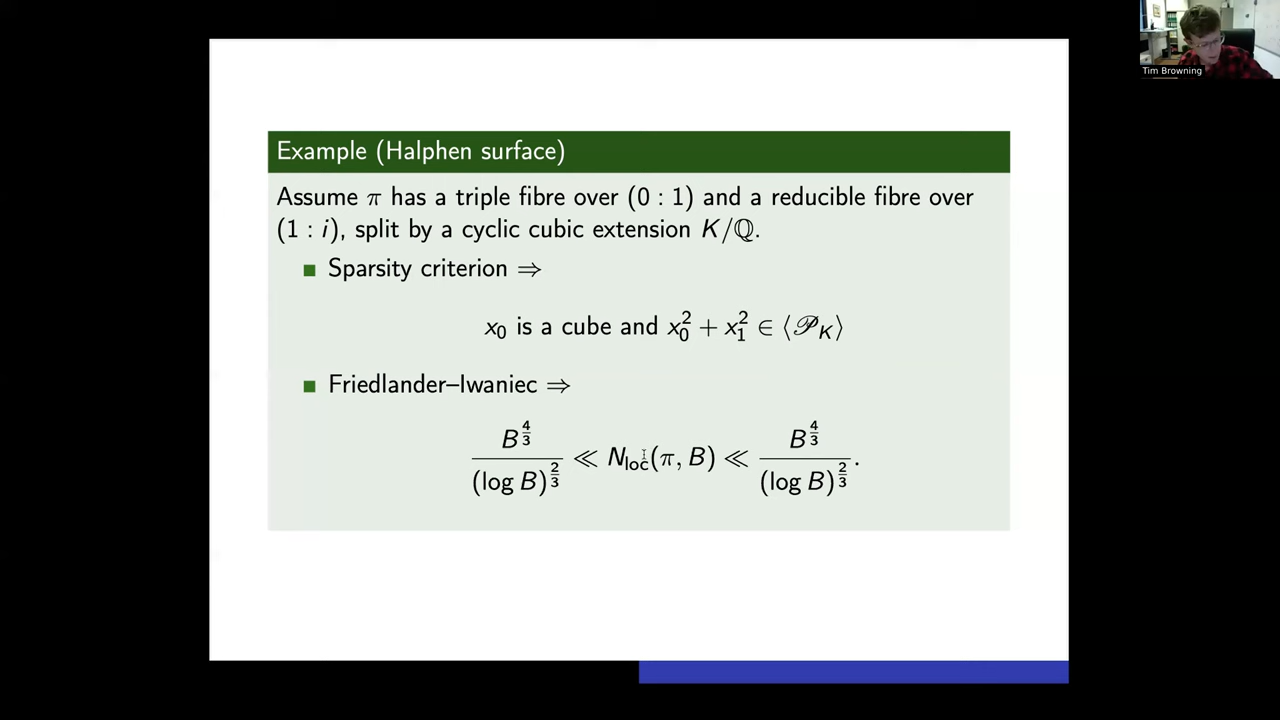 Tim Browning
Example (Halphen surface)
Assume π has a triple fibre over (0 : 1) and a reducible fibre over
(1 : i), split by a cyclic cubic extension K/ℚ.
Sparsity criterion ⇒
x₀ is a cube and x₀² + x₁² ∈ ⟨𝒫_K⟩
Friedlander–Iwaniec ⇒
B^{4/3} / (log B)^{2/3} ≪ N_loc(π, B) ≪ B^{4/3} / (log B)^{2/3}.